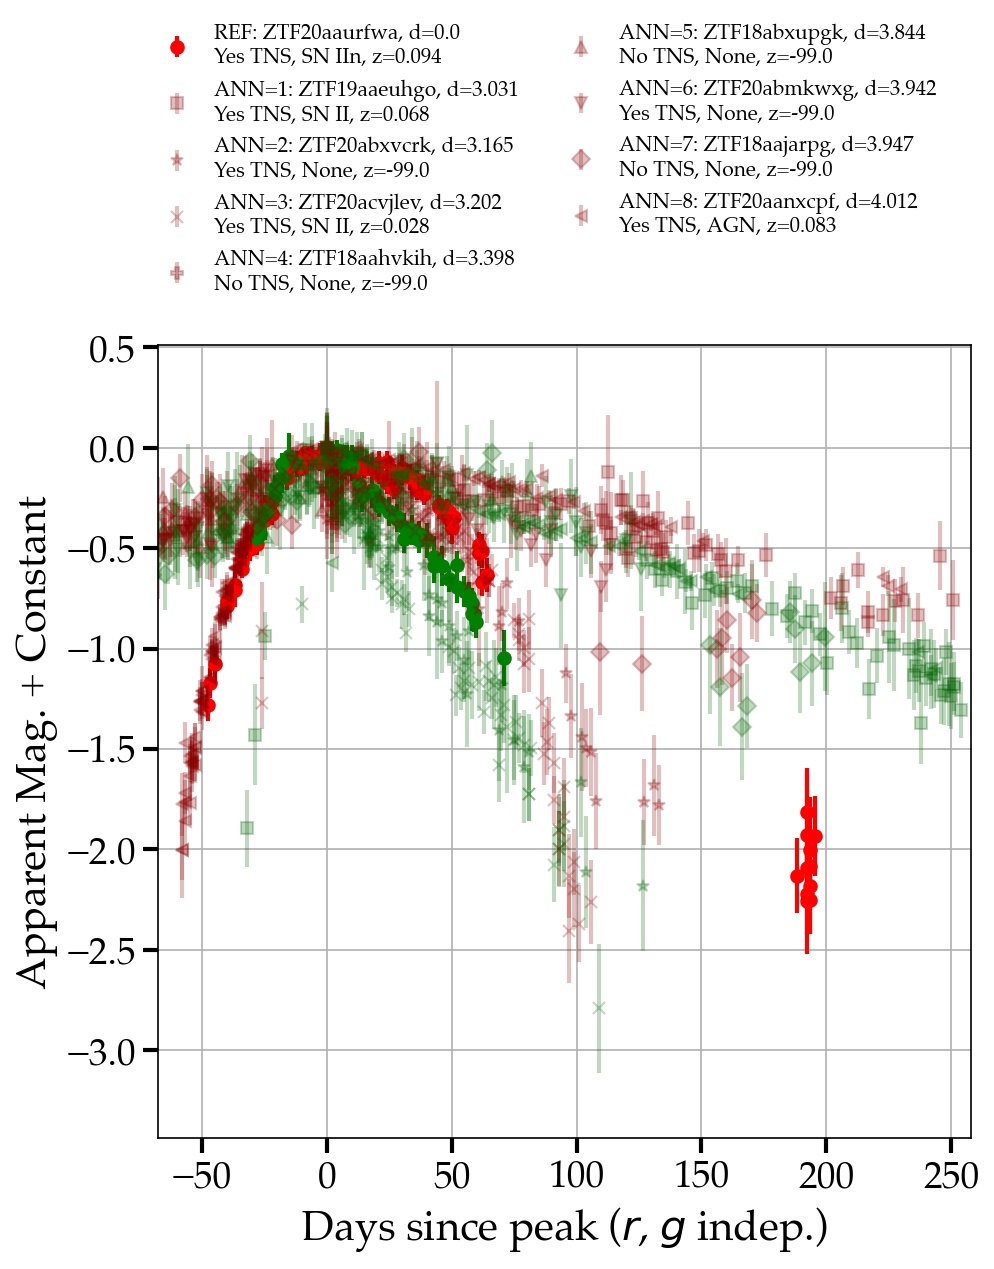 REF: ZTF20aaurfwa, d=0.0
Yes TNS, SN IIn, z=0.094
ANN=1: ZTF19aaeuhgo, d=3.031
Yes TNS, SN II, z=0.068
ANN=2: ZTF20abxvcrk, d=3.165
Yes TNS, None, z=-99.0
ANN=3: ZTF20acvjlev, d=3.202
Yes TNS, SN II, z=0.028
ANN=4: ZTF18aahvkih, d=3.398
No TNS, None, z=-99.0
ANN=5: ZTF18abxupgk, d=3.844
No TNS, None, z=-99.0
ANN=6: ZTF20abmkwxg, d=3.942
Yes TNS, None, z=-99.0
ANN=7: ZTF18aajarpg, d=3.947
No TNS, None, z=-99.0
ANN=8: ZTF20aanxcpf, d=4.012
Yes TNS, AGN, z=0.083
Apparent Mag. + Constant
0.5
0.0
−0.5
−1.0
−1.5
−2.0
−2.5
−3.0
−50 0 50 100 150 200 250
Days since peak (r, g indep.)